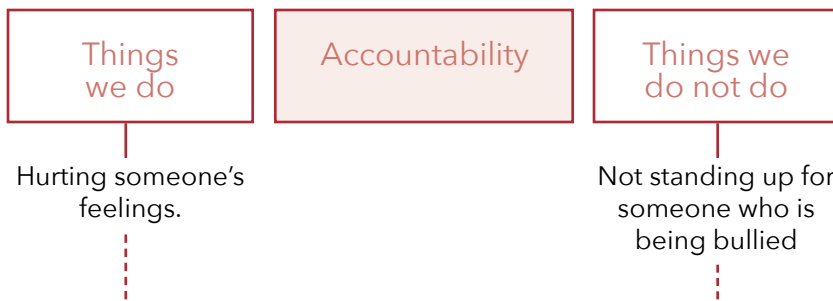 Things
we do
Accountability
Things we
do not do
Hurting someone's
feelings.
Not standing up for
someone who is
being bullied